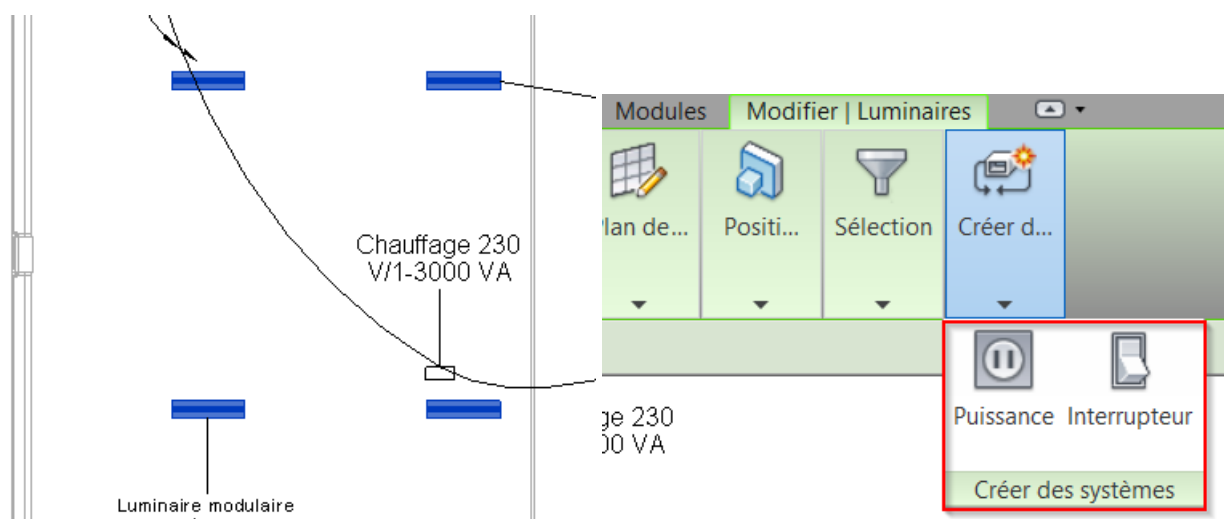 Chauffage 230
V/1-3000 VA
Luminaire modulaire
Modules Modifier | Luminaires
lan de... Positi... Sélection Créer d...
ge 230
00 VA
Puissance Interrupteur
Créer des systèmes